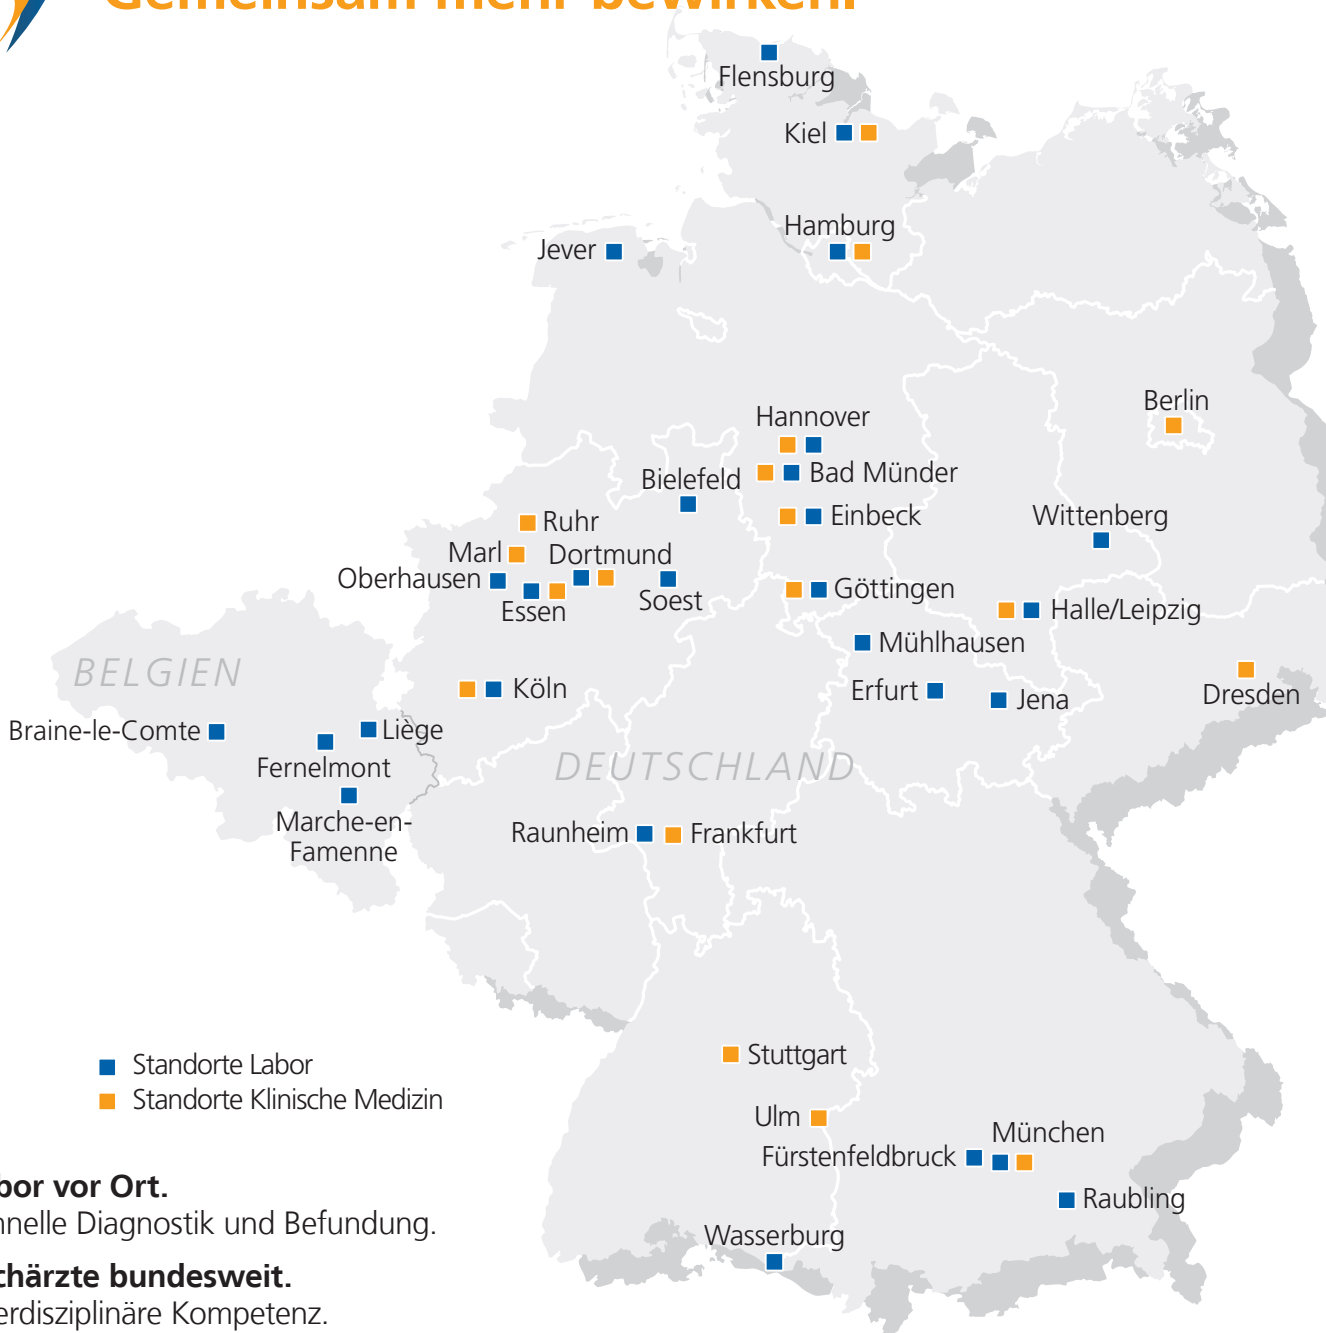 Gemeinsam mehr bewirken.
Flensburg
Kiel
Hamburg
Jever
Berlin
Hannover
Bad Münder
Bielefeld
Einbeck
Wittenberg
Ruhr
Marl
Dortmund
Oberhausen
Essen
Soest
Göttingen
Halle/Leipzig
Mühlhausen
BELGIEN
Köln
Erfurt
Jena
Dresden
Braine-le-Comte
Liège
Fernelmont
DEUTSCHLAND
Marche-en-
Famenne
Raunheim
Frankfurt
Stuttgart
Standorte Labor
Standorte Klinische Medizin
Ulm
München
Fürstenfeldbruck
Raubling
Wasserburg
bor vor Ort.
nelle Diagnostik und Befundung.
chärzte bundesweit.
erdisziplinäre Kompetenz.